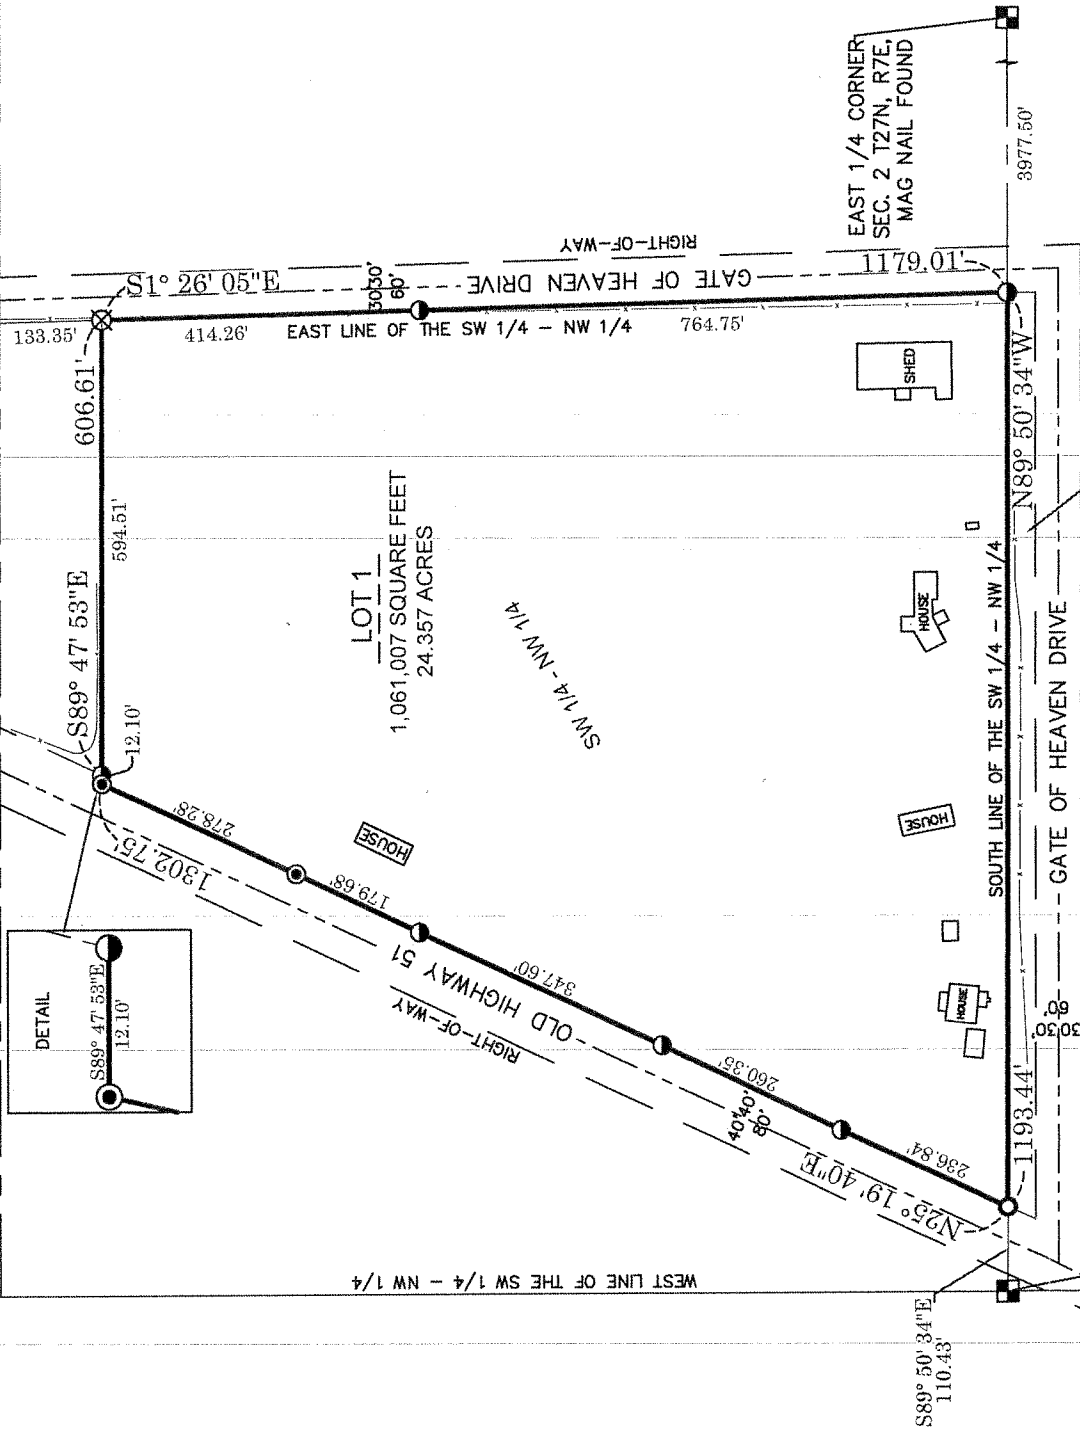 EAST 1/4 CORNER
SEC. 2 T27N, R7E,
MAG NAIL FOUND
3977.50'
RIGHT-OF-WAY
GATE OF HEAVEN DRIVE
1179.01'
S1° 26' 05"E
30' 30'
60'
133.35'
414.26'
EAST LINE OF THE SW 1/4 - NW 1/4
764.75'
606.61'
SHED
N89° 50' 34"W
594.51'
S89° 47' 53"E
12.10'
LOT 1
1,061,007 SQUARE FEET
24.357 ACRES
SW 1/4 - NW 1/4
HOUSE
SOUTH LINE OF THE SW 1/4 - NW 1/4
GATE OF HEAVEN DRIVE
278.28'
1302.75'
HOUSE
179.68'
HOUSE
DETAIL
S89° 47' 53"E
12.10'
OLD HIGHWAY 51
RIGHT-OF-WAY
347.60'
260.35'
40' 40'
80'
HOUSE
30' 30'
60'
236.84'
N25° 19' 40"E
1193.44'
WEST LINE OF THE SW 1/4 - NW 1/4
S89° 50' 34"E
110.43'